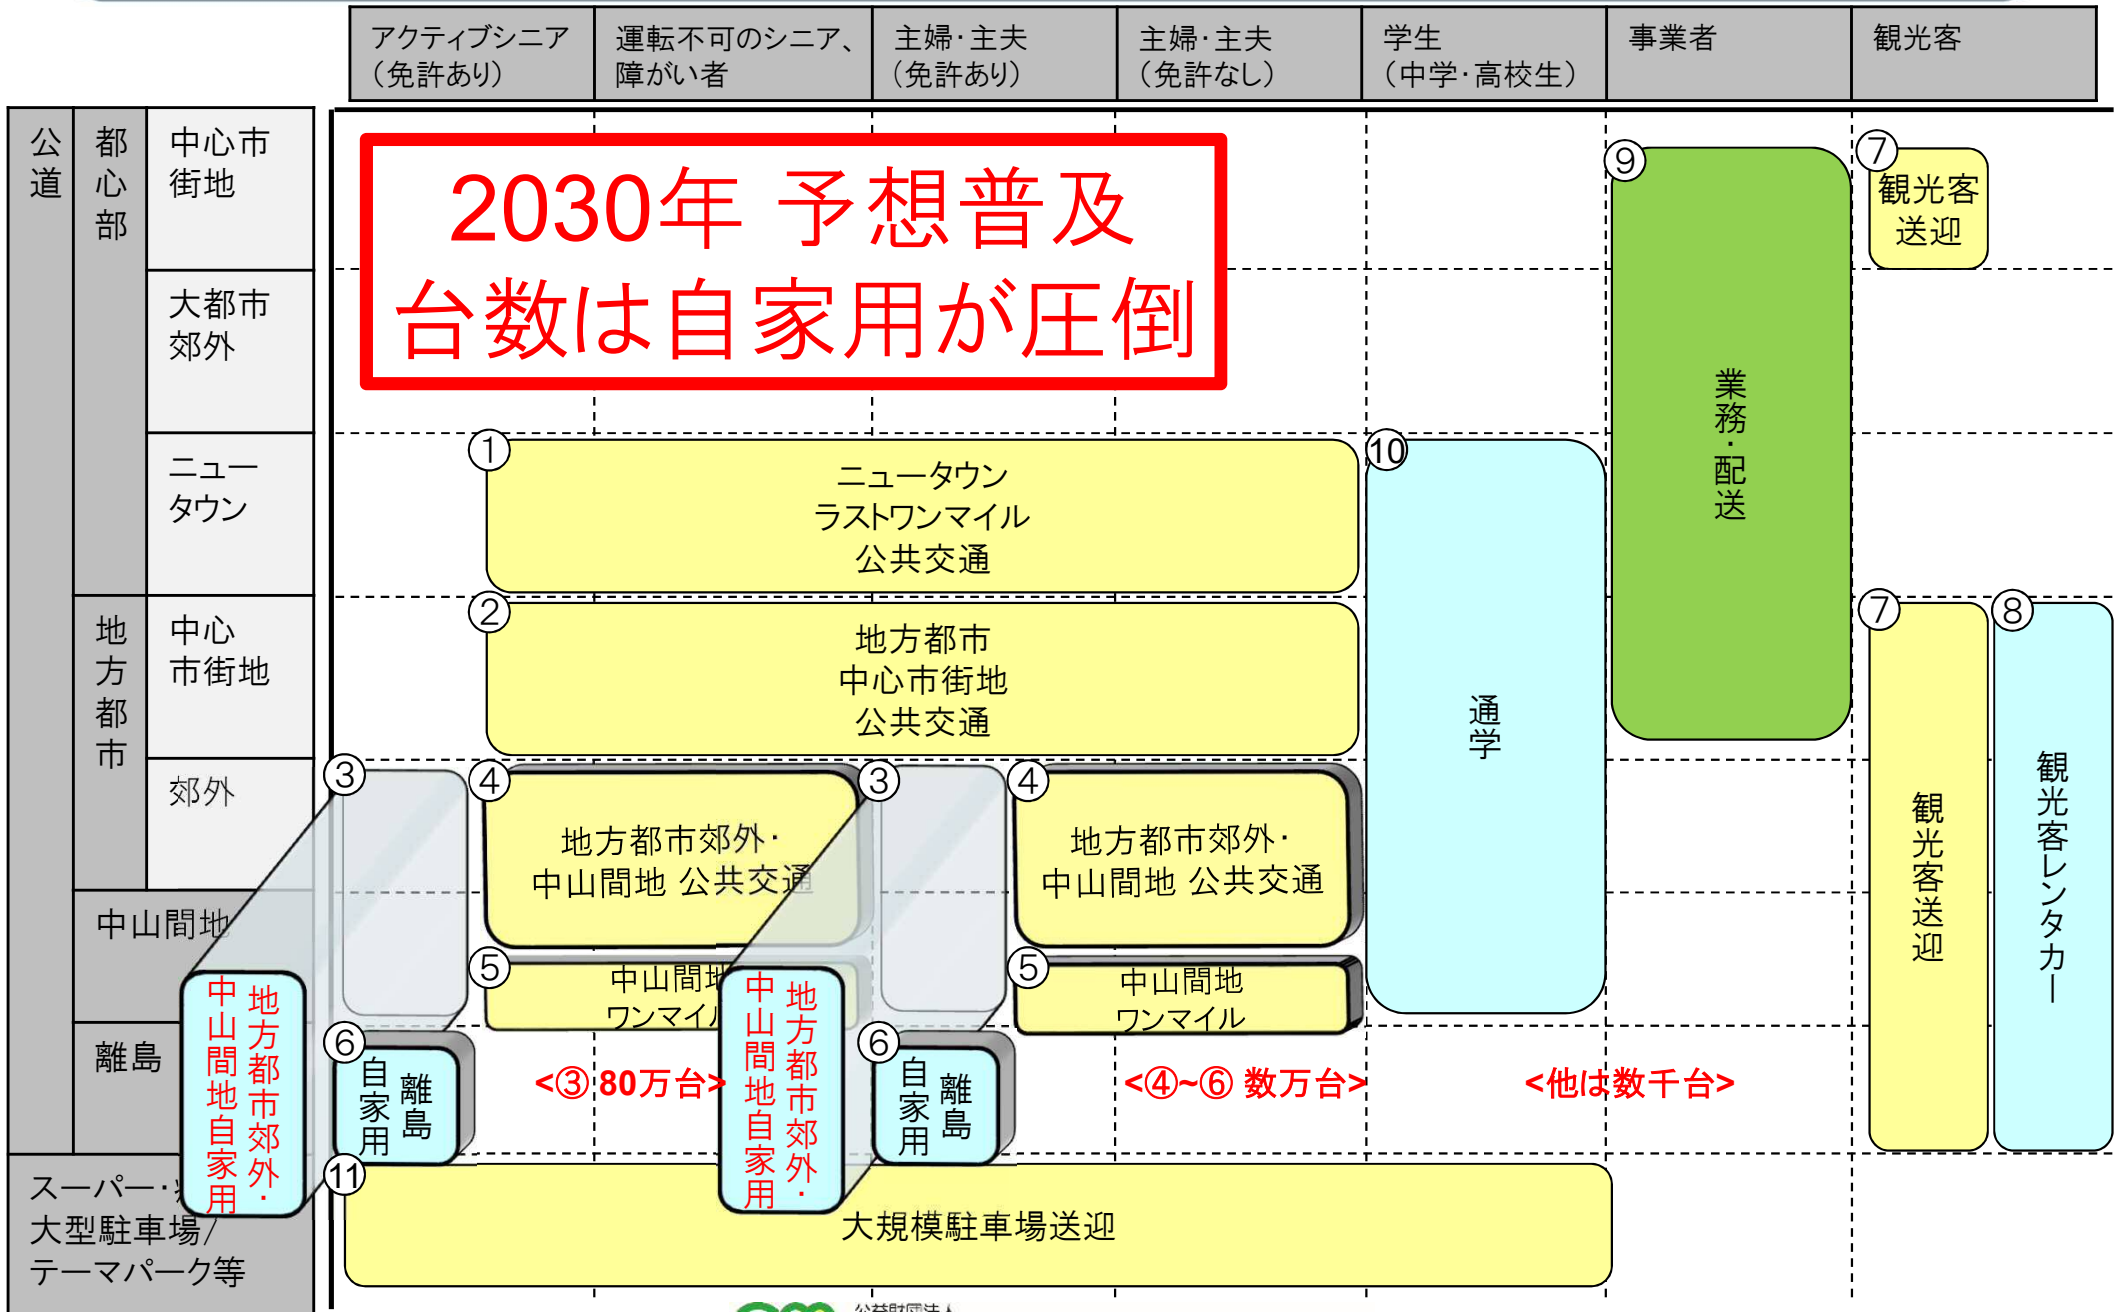 アクティブシニア
（免許あり）
運転不可のシニア、
障がい者
主婦・主夫
（免許あり）
主婦・主夫
（免許なし）
学生
（中学・高校生）
事業者
観光客
公道
都心部
中心市
街地
大都市
郊外
ニュー
タウン
地方都市
中心
市街地
郊外
中山間地
離島
スーパー・
大型駐車場/
テーマパーク等
2030年 予想普及
台数は自家用が圧倒
①
ニュータウン
ラストワンマイル
公共交通
②
地方都市
中心市街地
公共交通
③
地方都市郊外・
中山間地自家用
④
地方都市郊外・
中山間地 公共交通
⑤
中山間地
ワンマイル
⑥
離島
自家用
③
地方都市郊外・
中山間地自家用
④
地方都市郊外・
中山間地 公共交通
⑤
中山間地
ワンマイル
⑥
離島
自家用
<③ 80万台>
<④~⑥ 数万台>
<他は数千台>
⑩
通学
⑨
業務・配送
⑦
観光客
送迎
⑦
観光客送迎
⑧
観光客レンタカー
⑪
大規模駐車場送迎
公益財団法人